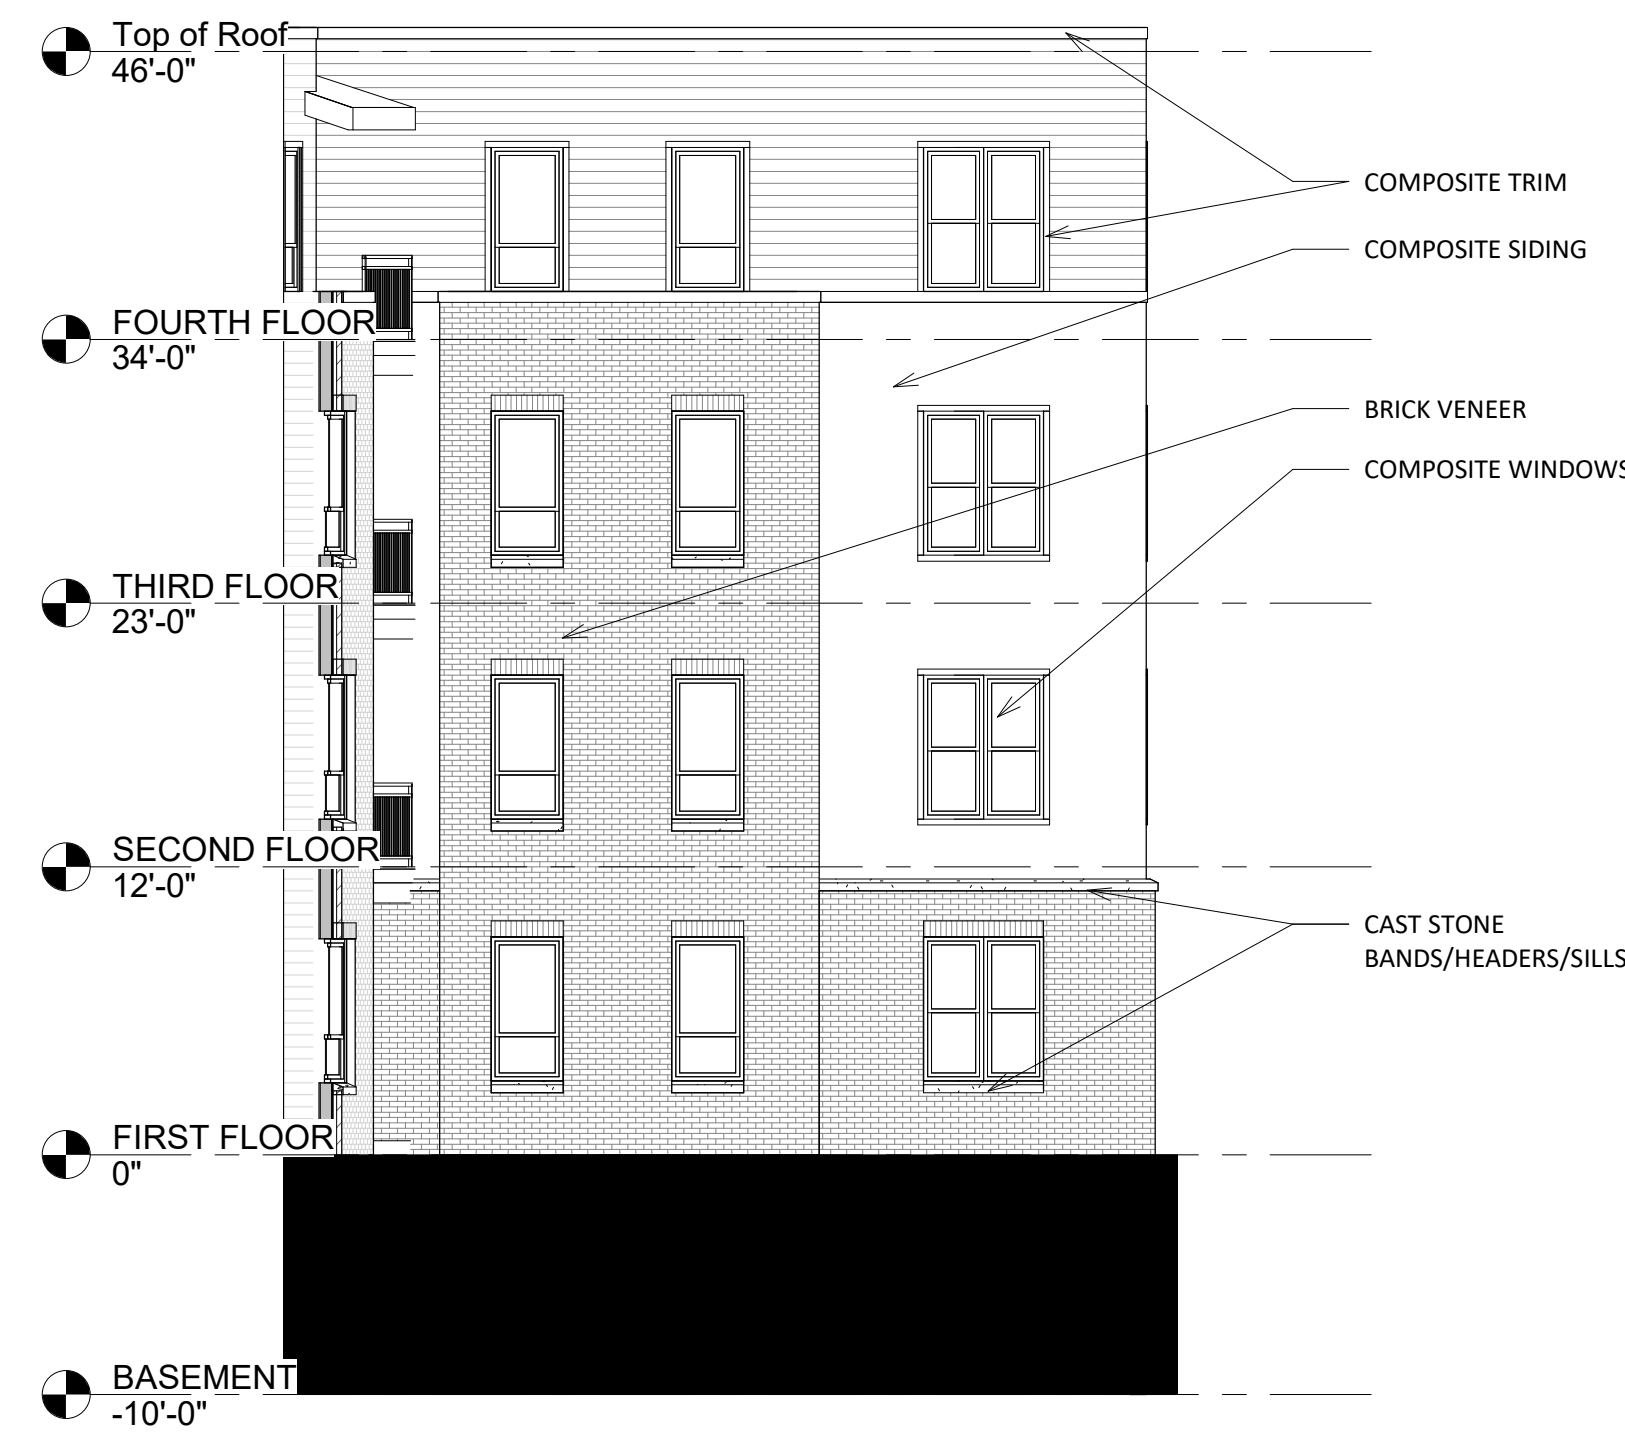 Top of Roof
46'-0"
COMPOSITE TRIM
COMPOSITE SIDING
FOURTH FLOOR
34'-0"
BRICK VENEER
COMPOSITE WINDOWS
THIRD FLOOR
23'-0"
SECOND FLOOR
12'-0"
CAST STONE
BANDS/HEADERS/SILLS
FIRST FLOOR
0"
BASEMENT
-10'-0"